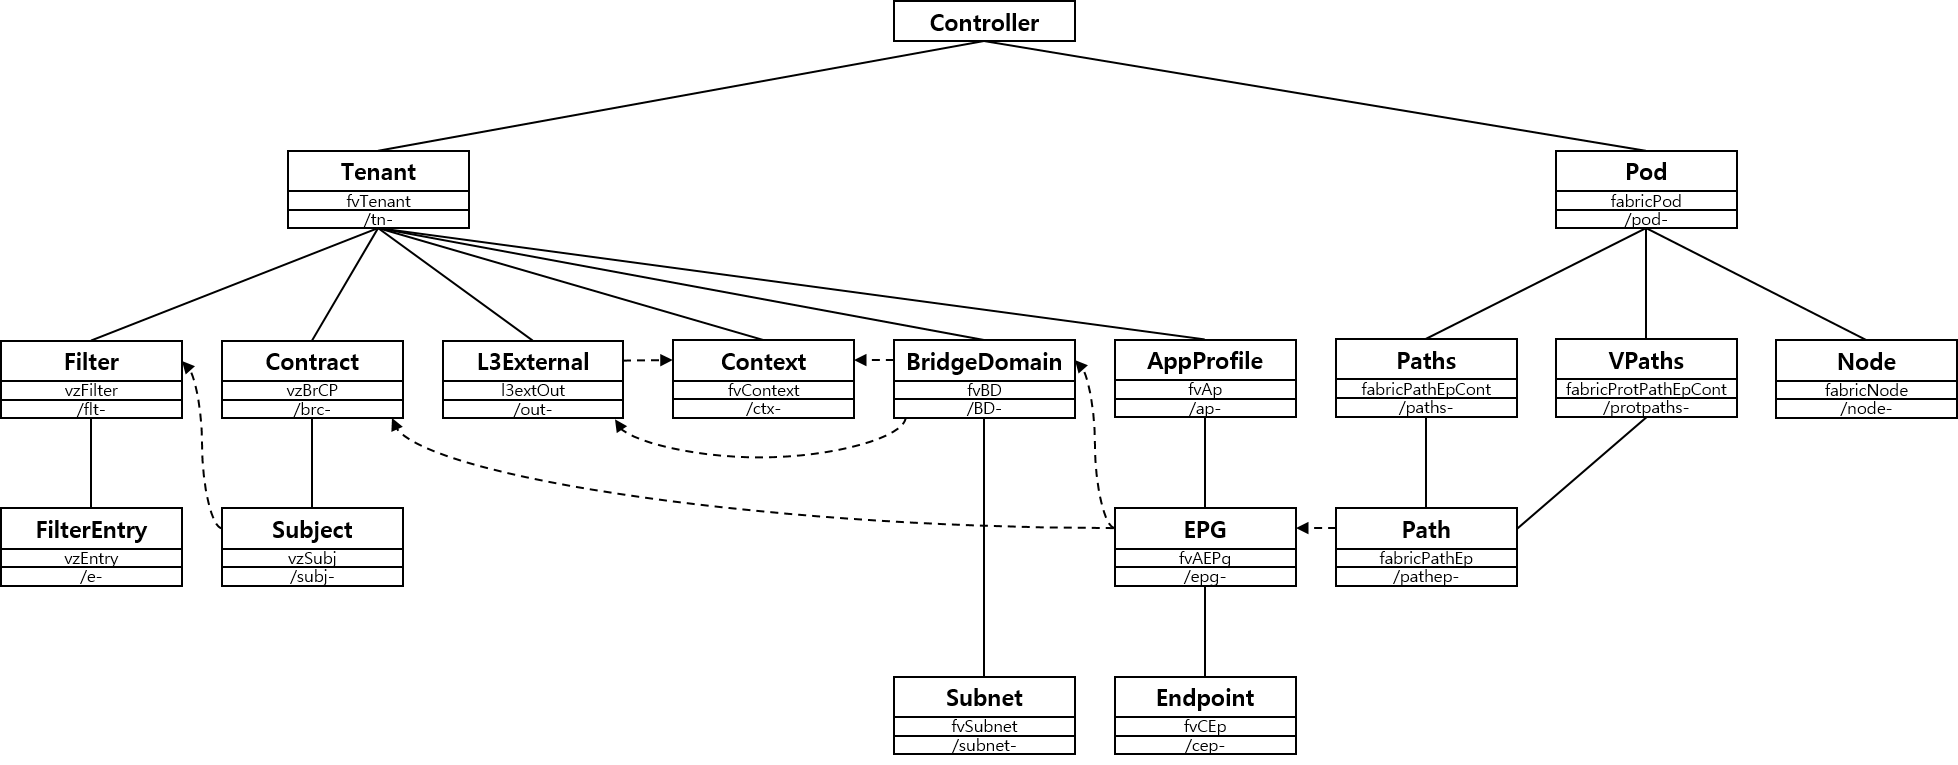 Controller
Tenant
fvTenant
/tn-
Pod
fabricPod
/pod-
Filter
vzFilter
/flt-
Contract
vzBrCP
/brc-
L3External
l3extOut
/out-
Context
fvContext
/ctx-
BridgeDomain
fvBD
/BD-
AppProfile
fvAp
/ap-
Paths
fabricPathEpCont
/paths-
VPaths
fabricProtPathEpCont
/protpaths-
Node
fabricNode
/node-
FilterEntry
vzEntry
/e-
Subject
vzSubj
/subj-
EPG
fvAEPg
/epg-
Path
fabricPathEp
/pathep-
Subnet
fvSubnet
/subnet-
Endpoint
fvCEp
/cep-